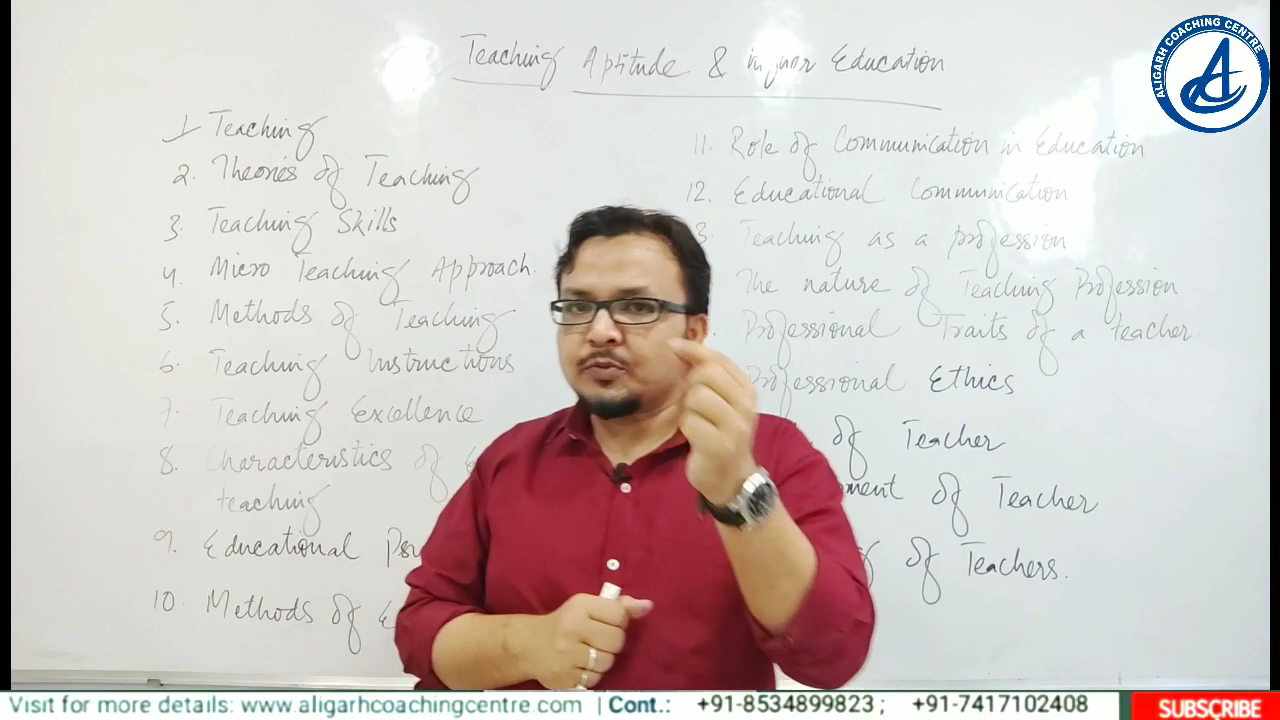 Teaching Aptitude & Higher Education
1 Teaching
2. Theories of Teaching
3. Teaching Skills
4. Micro Teaching Approach.
5. Methods of Teaching
6. Teaching Instructions
7. Teaching Excellence
8. Characteristics of
teaching
9. Educational
10. Methods of
11. Role of Communication in Education
12. Educational Communication
3. Teaching as a profession
The nature of Teaching Profession
Professional Traits of a teacher.
Professional Ethics
of Teacher
of Teacher
of Teachers.
ALIGARH COACHING CENTRE
Visit for more details: www.aligarhcoachingcentre.com | Cont.: +91-8534899823 ; +91-7417102408
SUBSCRIBE